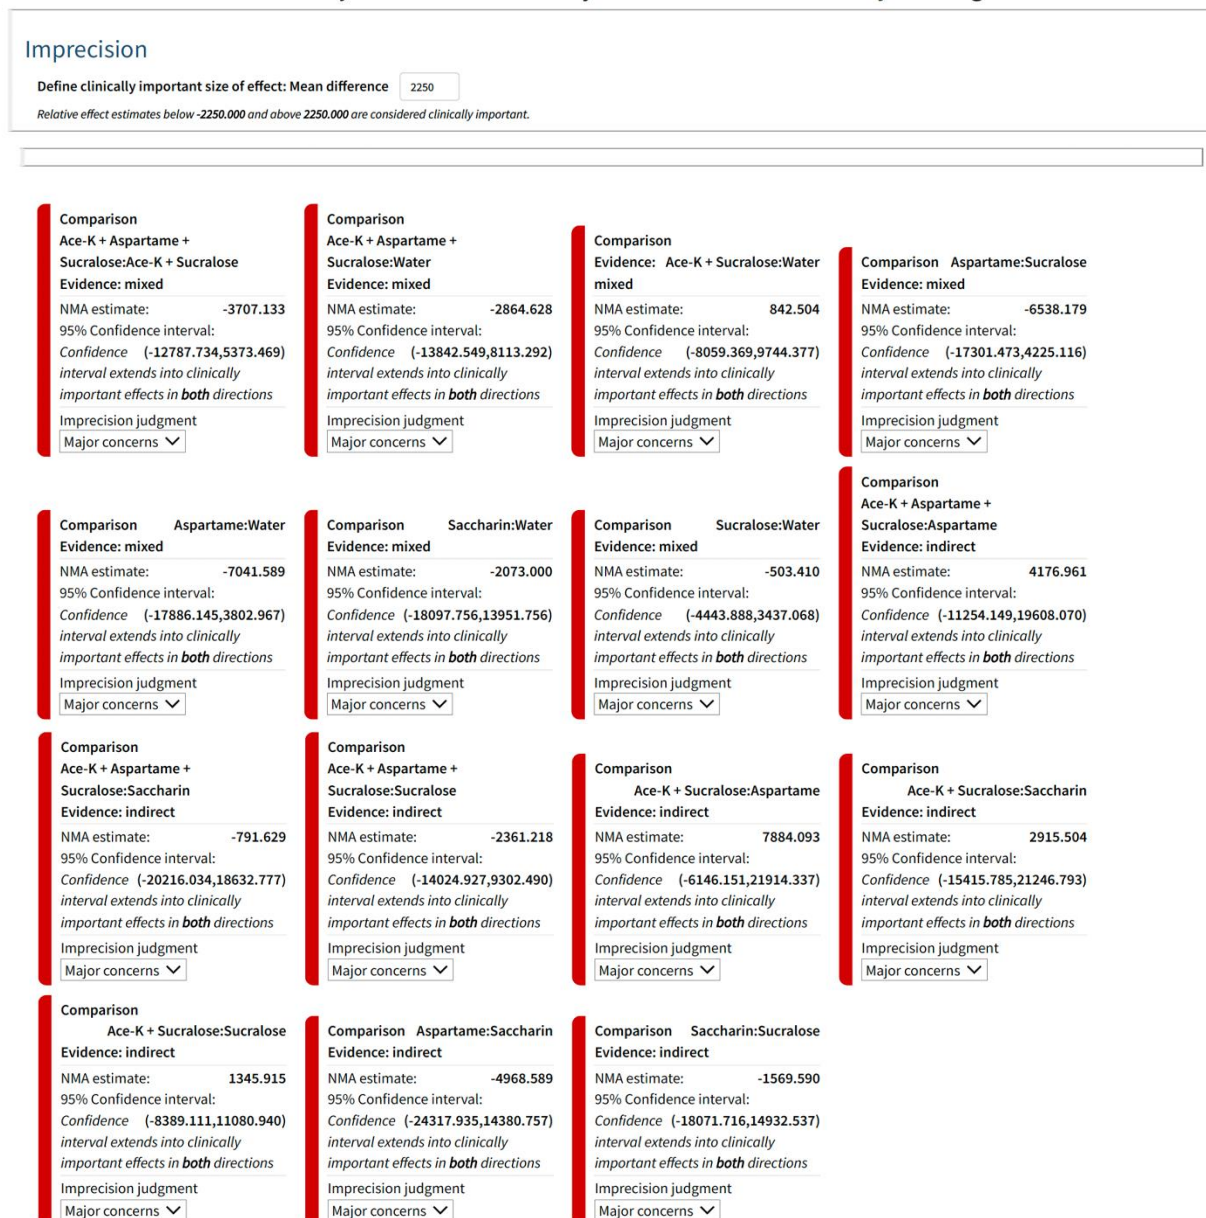 Imprecision
Define clinically important size of effect: Mean difference 2250
Relative effect estimates below -2250.000 and above 2250.000 are considered clinically important.
Comparison
Ace-K + Aspartame +
Sucralose:Ace-K + Sucralose
Evidence: mixed
NMA estimate: -3707.133
95% Confidence interval:
Confidence (-12787.734,5373.469)
interval extends into clinically
important effects in both directions
Imprecision judgment
Major concerns
Comparison
Ace-K + Aspartame +
Sucralose:Water
Evidence: mixed
NMA estimate: -2864.628
95% Confidence interval:
Confidence (-13842.549,8113.292)
interval extends into clinically
important effects in both directions
Imprecision judgment
Major concerns
Comparison
Evidence: Ace-K + Sucralose:Water
mixed
NMA estimate: 842.504
95% Confidence interval:
Confidence (-8059.369,9744.377)
interval extends into clinically
important effects in both directions
Imprecision judgment
Major concerns
Comparison Aspartame:Sucralose
Evidence: mixed
NMA estimate: -6538.179
95% Confidence interval:
Confidence (-17301.473,4225.116)
interval extends into clinically
important effects in both directions
Imprecision judgment
Major concerns
Comparison Aspartame:Water
Evidence: mixed
NMA estimate: -7041.589
95% Confidence interval:
Confidence (-17886.145,3802.967)
interval extends into clinically
important effects in both directions
Imprecision judgment
Major concerns
Comparison Saccharin:Water
Evidence: mixed
NMA estimate: -2073.000
95% Confidence interval:
Confidence (-18097.756,13951.756)
interval extends into clinically
important effects in both directions
Imprecision judgment
Major concerns
Comparison Sucralose:Water
Evidence: mixed
NMA estimate: -503.410
95% Confidence interval:
Confidence (-4443.888,3437.068)
interval extends into clinically
important effects in both directions
Imprecision judgment
Major concerns
Comparison
Ace-K + Aspartame +
Sucralose:Aspartame
Evidence: indirect
NMA estimate: 4176.961
95% Confidence interval:
Confidence (-11254.149,19608.070)
interval extends into clinically
important effects in both directions
Imprecision judgment
Major concerns
Comparison
Ace-K + Aspartame +
Sucralose:Saccharin
Evidence: indirect
NMA estimate: -791.629
95% Confidence interval:
Confidence (-20216.034,18632.777)
interval extends into clinically
important effects in both directions
Imprecision judgment
Major concerns
Comparison
Ace-K + Aspartame +
Sucralose:Sucralose
Evidence: indirect
NMA estimate: -2361.218
95% Confidence interval:
Confidence (-14024.927,9302.490)
interval extends into clinically
important effects in both directions
Imprecision judgment
Major concerns
Comparison
Ace-K + Sucralose:Aspartame
Evidence: indirect
NMA estimate: 7884.093
95% Confidence interval:
Confidence (-6146.151,21914.337)
interval extends into clinically
important effects in both directions
Imprecision judgment
Major concerns
Comparison
Ace-K + Sucralose:Saccharin
Evidence: indirect
NMA estimate: 2915.504
95% Confidence interval:
Confidence (-15415.785,21246.793)
interval extends into clinically
important effects in both directions
Imprecision judgment
Major concerns
Comparison
Ace-K + Sucralose:Sucralose
Evidence: indirect
NMA estimate: 1345.915
95% Confidence interval:
Confidence (-8389.111,11080.940)
interval extends into clinically
important effects in both directions
Imprecision judgment
Major concerns
Comparison Aspartame:Saccharin
Evidence: indirect
NMA estimate: -4968.589
95% Confidence interval:
Confidence (-24317.935,14380.757)
interval extends into clinically
important effects in both directions
Imprecision judgment
Major concerns
Comparison Saccharin:Sucralose
Evidence: indirect
NMA estimate: -1569.590
95% Confidence interval:
Confidence (-18071.716,14932.537)
interval extends into clinically
important effects in both directions
Imprecision judgment
Major concerns